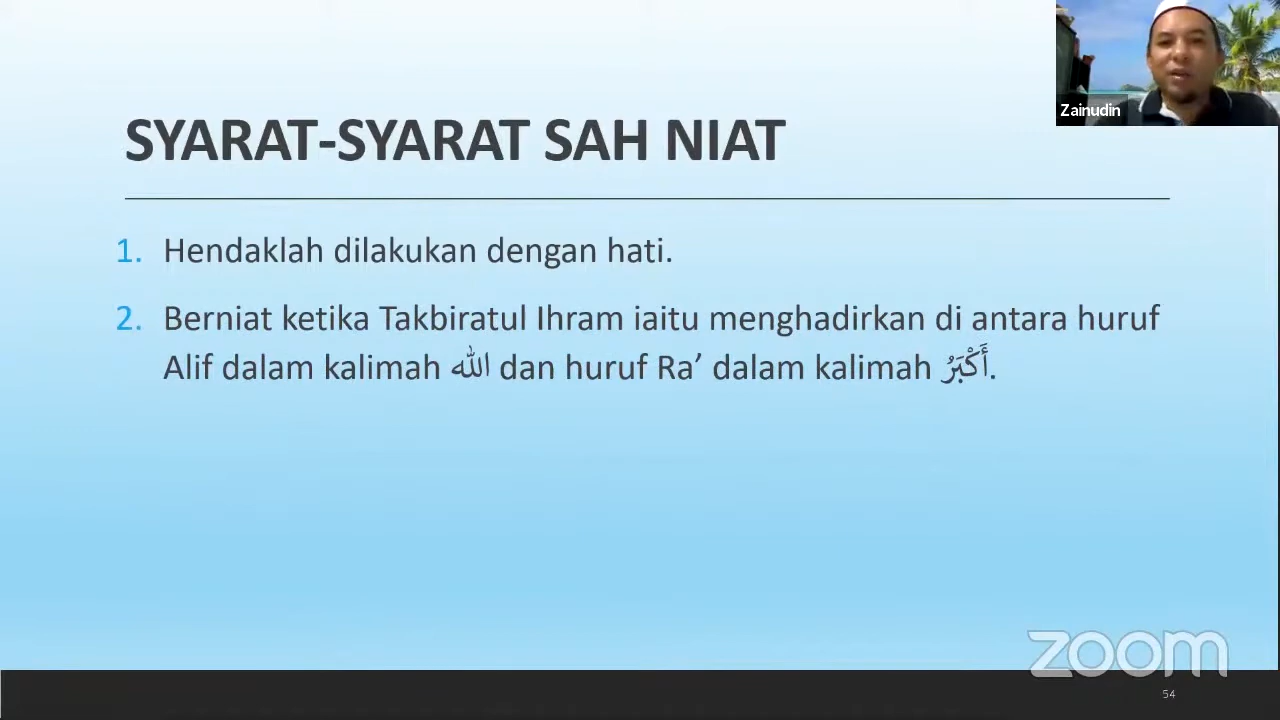 Zainudin
SYARAT-SYARAT SAH NIAT
1. Hendaklah dilakukan dengan hati.
2. Berniat ketika Takbiratul Ihram iaitu menghadirkan di antara huruf
Alif dalam kalimah الله dan huruf Ra’ dalam kalimah أَكْبَرُ.
zoom
54